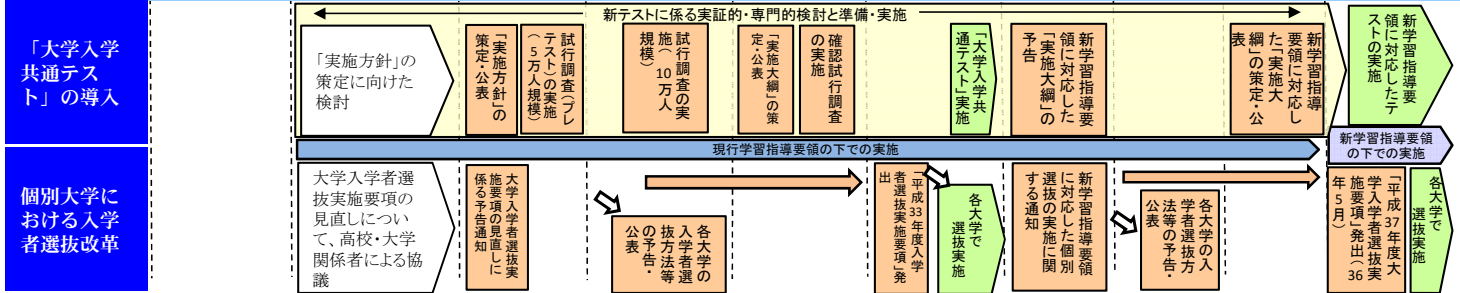 新テストに係る実証的・専門的検討と準備・実施
「大学入学
共通テス
ト」の導入
「実施方針」の
策定に向けた
検討
「実施方針」の
策定・公表
試行調査(プレ
テスト)の実施
(5万人規模)
試行調査の実
施(10万人
規模)
「実施大綱」の策
定・公表
確認試行調査
の実施
「大学入学共
通テスト」実施
新学習指導要
領に対応した
「実施大綱」の
予告
新学習指導
要領に対応し
た「実施大
綱」の策定・公
表
新学習指導要
領に対応したテ
ストの実施
現行学習指導要領の下での実施
新学習指導要領
の下での実施
個別大学に
おける入学
者選抜改革
大学入学者選
抜実施要項の
見直しについ
て、高校・大学
関係者による協
議
大学入学者選抜実
施要項の見直しに
係る予告通知
各大学の
入学者選
抜方法等
の予告・
公表
「平成33年度入学
者選抜実施要項」発
出
各大学で
選抜実施
新学習指導要領
に対応した個別
選抜の実施に関
する通知
各大学の入
学者選抜方
法等の予告・
公表
「平成37年度大
学入学者選抜実
施要項」発出(36
年5月)
各大学で
選抜実施